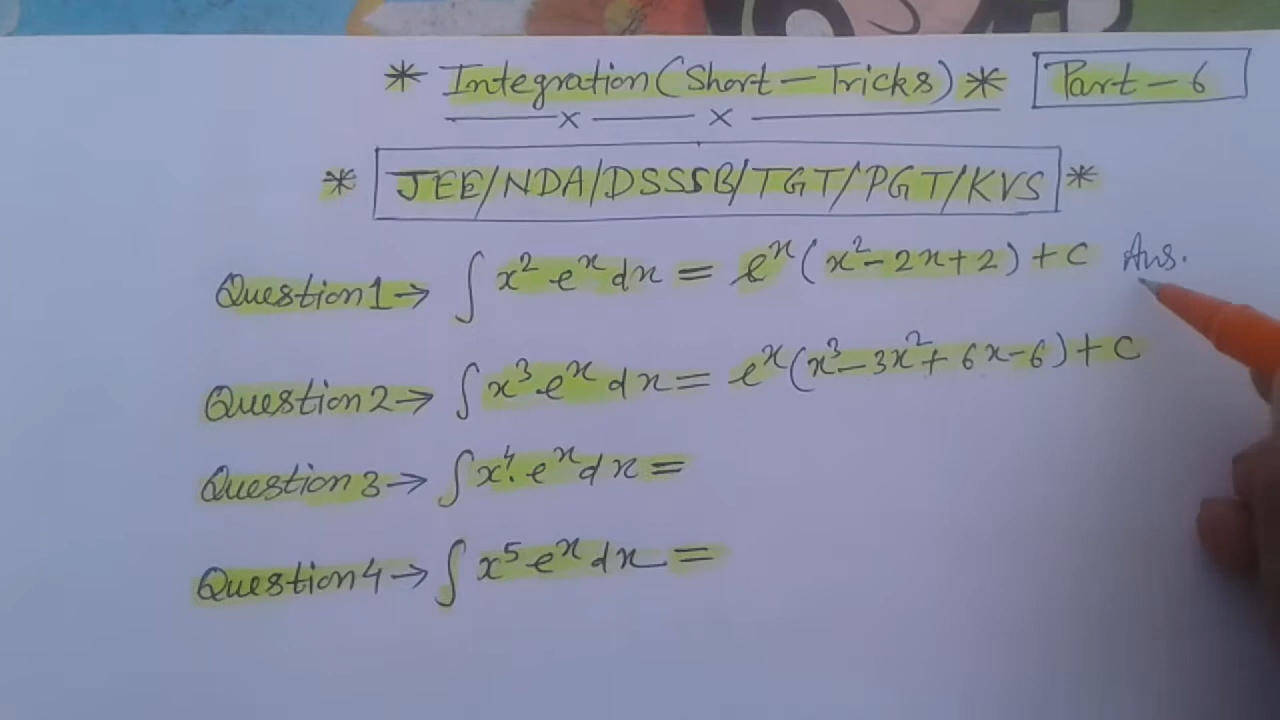 * Integration (Short-Tricks) * Part-6
* JEE/NDA/DSSSB/TGT/PGT/KVS *
Question 1 → ∫ x² eˣ dx = eˣ (x² - 2x + 2) + c Ans.
Question 2 → ∫ x³ · eˣ dx = eˣ (x³ - 3x² + 6x - 6) + c
Question 3 → ∫ x⁴ · eˣ dx =
Question 4 → ∫ x⁵ eˣ dx =